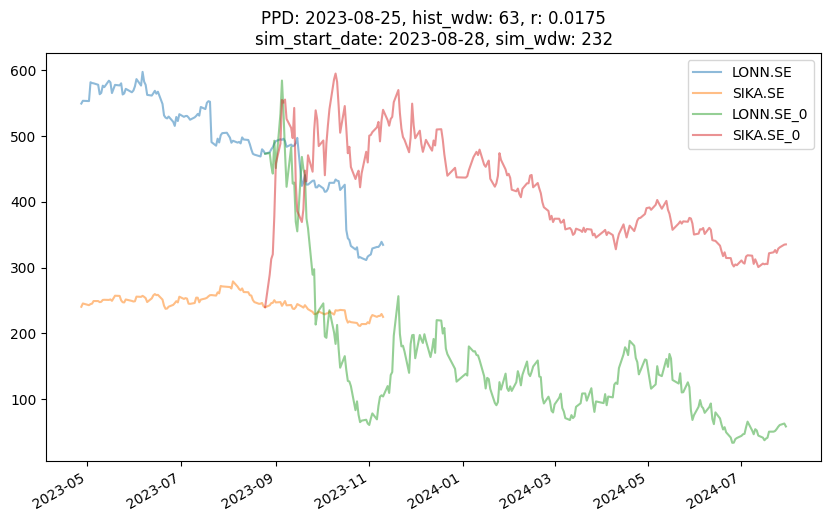 PPD: 2023-08-25, hist_wdw: 63, r: 0.0175
sim_start_date: 2023-08-28, sim_wdw: 232
LONN.SE
SIKA.SE
LONN.SE_0
SIKA.SE_0
600
500
400
300
200
100
2023-05
2023-07
2023-09
2023-11
2024-01
2024-03
2024-05
2024-07